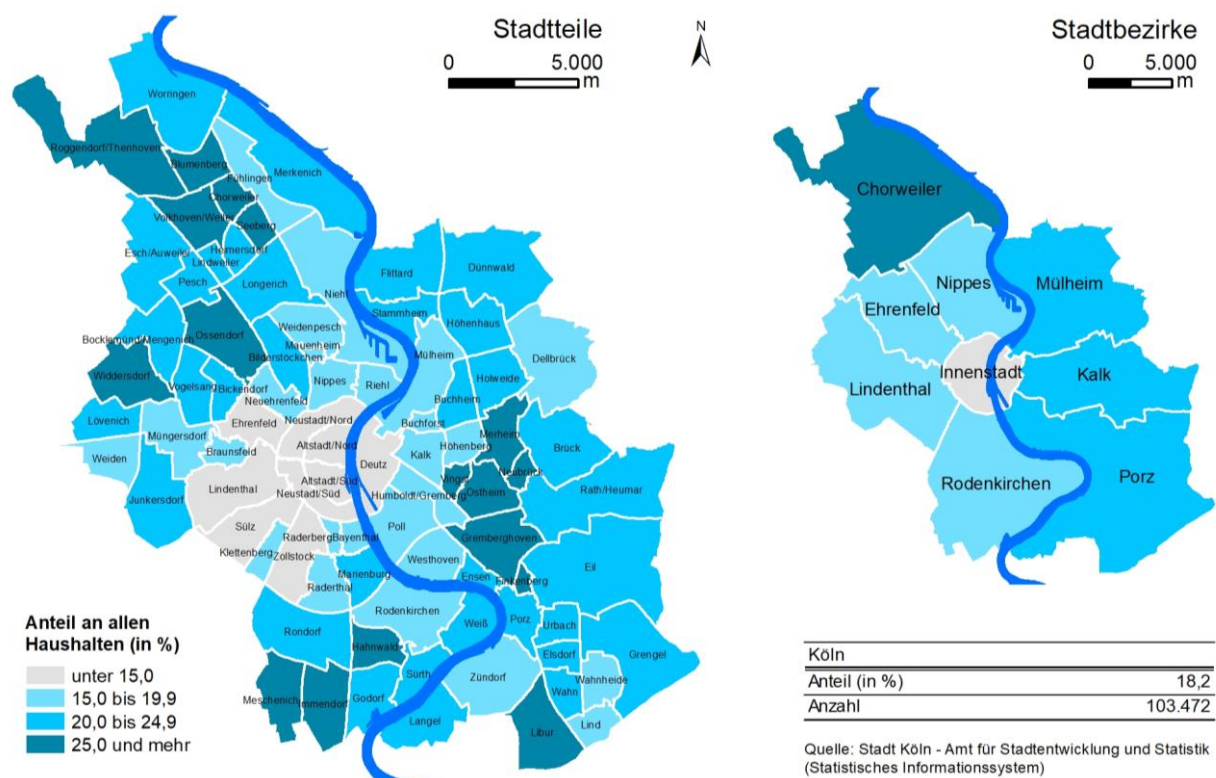 Stadtteile
0 5.000
m
N
Stadtbezirke
0 5.000
m
Worringen
Roggendorf/Thenhoven
Blumenberg
Fühlingen
Merkenich
Chorweiler
Volkhoven/Weiler
Seeberg
Esch/Auweiler
Heimersdorf
Lindweiler
Pesch
Longerich
Niehl
Flittard
Dünnwald
Stammheim
Höhenhaus
Ossendorf
Weidenpesch
Bocklemünd/Mengenich
Mauenheim
Mülheim
Dellbrück
Bilderstöckchen
Widdersdorf
Vogelsang
Bickendorf
Nippes
Riehl
Holweide
Neuehrenfeld
Buchheim
Lövenich
Ehrenfeld
Neustadt/Nord
Buchforst
Müngersdorf
Altstadt/Nord
Höhenberg
Merheim
Brück
Weiden
Braunsfeld
Deutz
Kalk
Neubrück
Vingst
Lindenthal
Altstadt/Süd
Ostheim
Rath/Heumar
Junkersdorf
Neustadt/Süd
Humboldt/Gremberg
Sülz
Poll
Raderberg
Bayenthal
Gremberghoven
Klettenberg
Zollstock
Westhoven
Eil
Raderthal
Marienburg
Ensen
Finkenberg
Rodenkirchen
Rondorf
Weiß
Porz
Urbach
Hahnwald
Elsdorf
Grengel
Sürth
Zündorf
Wahn
Wahnheide
Meschenich
Immendorf
Godorf
Langel
Libur
Lind
Chorweiler
Nippes
Mülheim
Ehrenfeld
Innenstadt
Kalk
Lindenthal
Rodenkirchen
Porz
Anteil an allen
Haushalten (in %)
unter 15,0
15,0 bis 19,9
20,0 bis 24,9
25,0 und mehr
Köln
Anteil (in %) 18,2
Anzahl 103.472
Quelle: Stadt Köln - Amt für Stadtentwicklung und Statistik
(Statistisches Informationssystem)